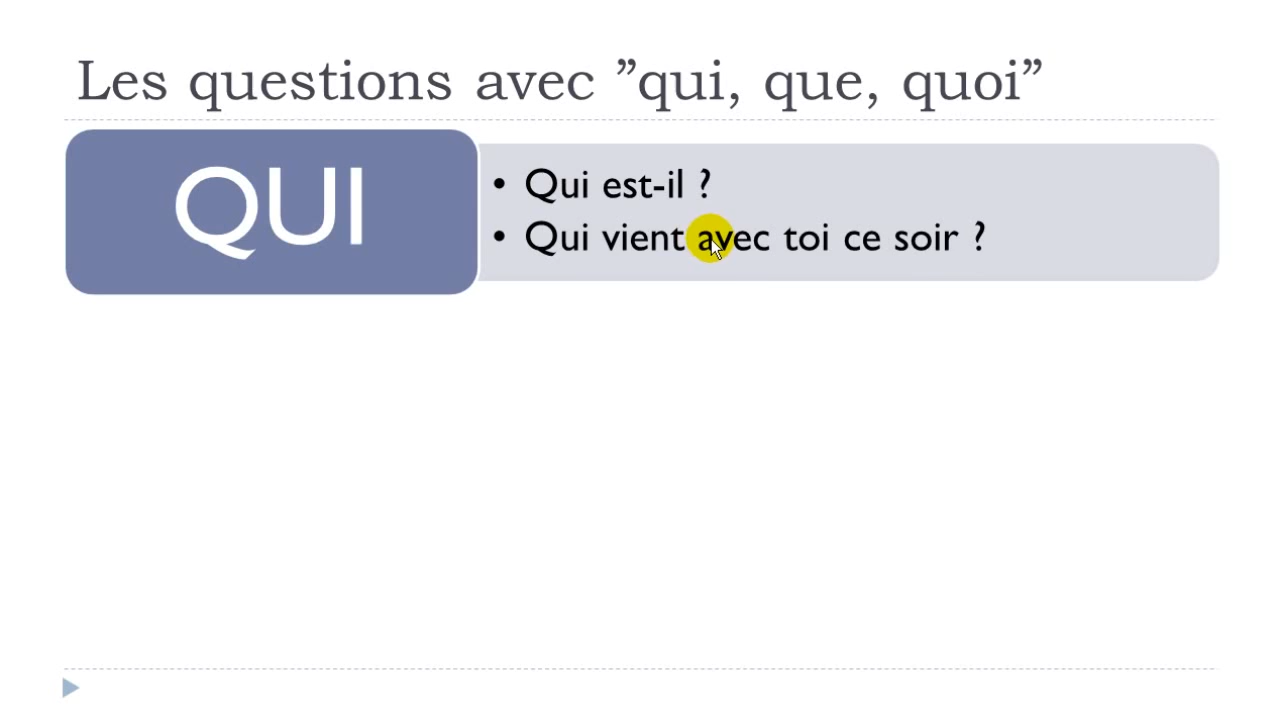 Les questions avec ”qui, que, quoi”
QUI
• Qui est-il ?
• Qui vient avec toi ce soir ?